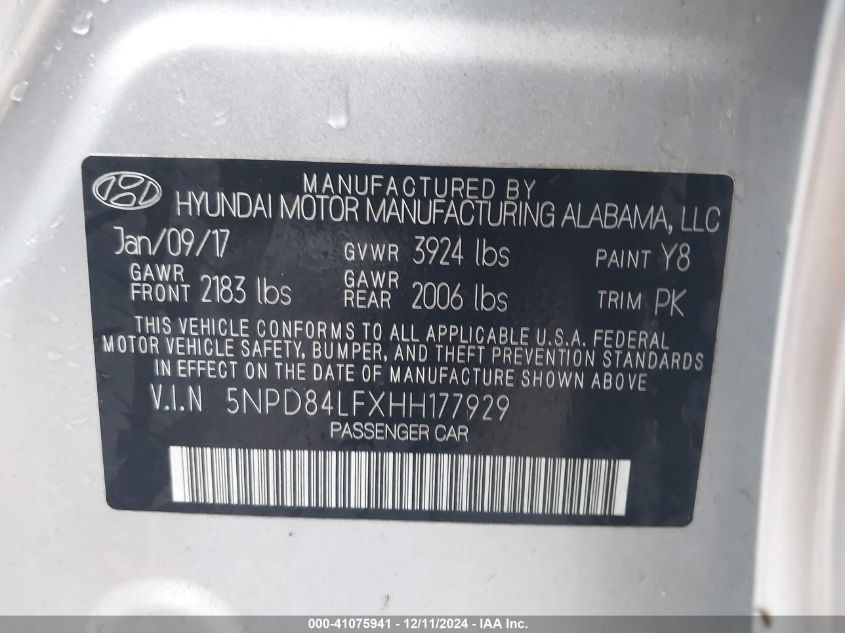 MANUFACTURED BY
HYUNDAI MOTOR MANUFACTURING ALABAMA, LLC
Jan/09/17 GVWR 3924 lbs PAINT Y8
GAWR FRONT 2183 lbs GAWR REAR 2006 lbs TRIM PK
THIS VEHICLE CONFORMS TO ALL APPLICABLE U.S.A. FEDERAL
MOTOR VEHICLE SAFETY, BUMPER, AND THEFT PREVENTION STANDARDS
IN EFFECT ON THE DATE OF MANUFACTURE SHOWN ABOVE.
V.I.N 5NPD84LFXHH177929
PASSENGER CAR
000-41075941 - 12/11/2024 - IAA Inc.